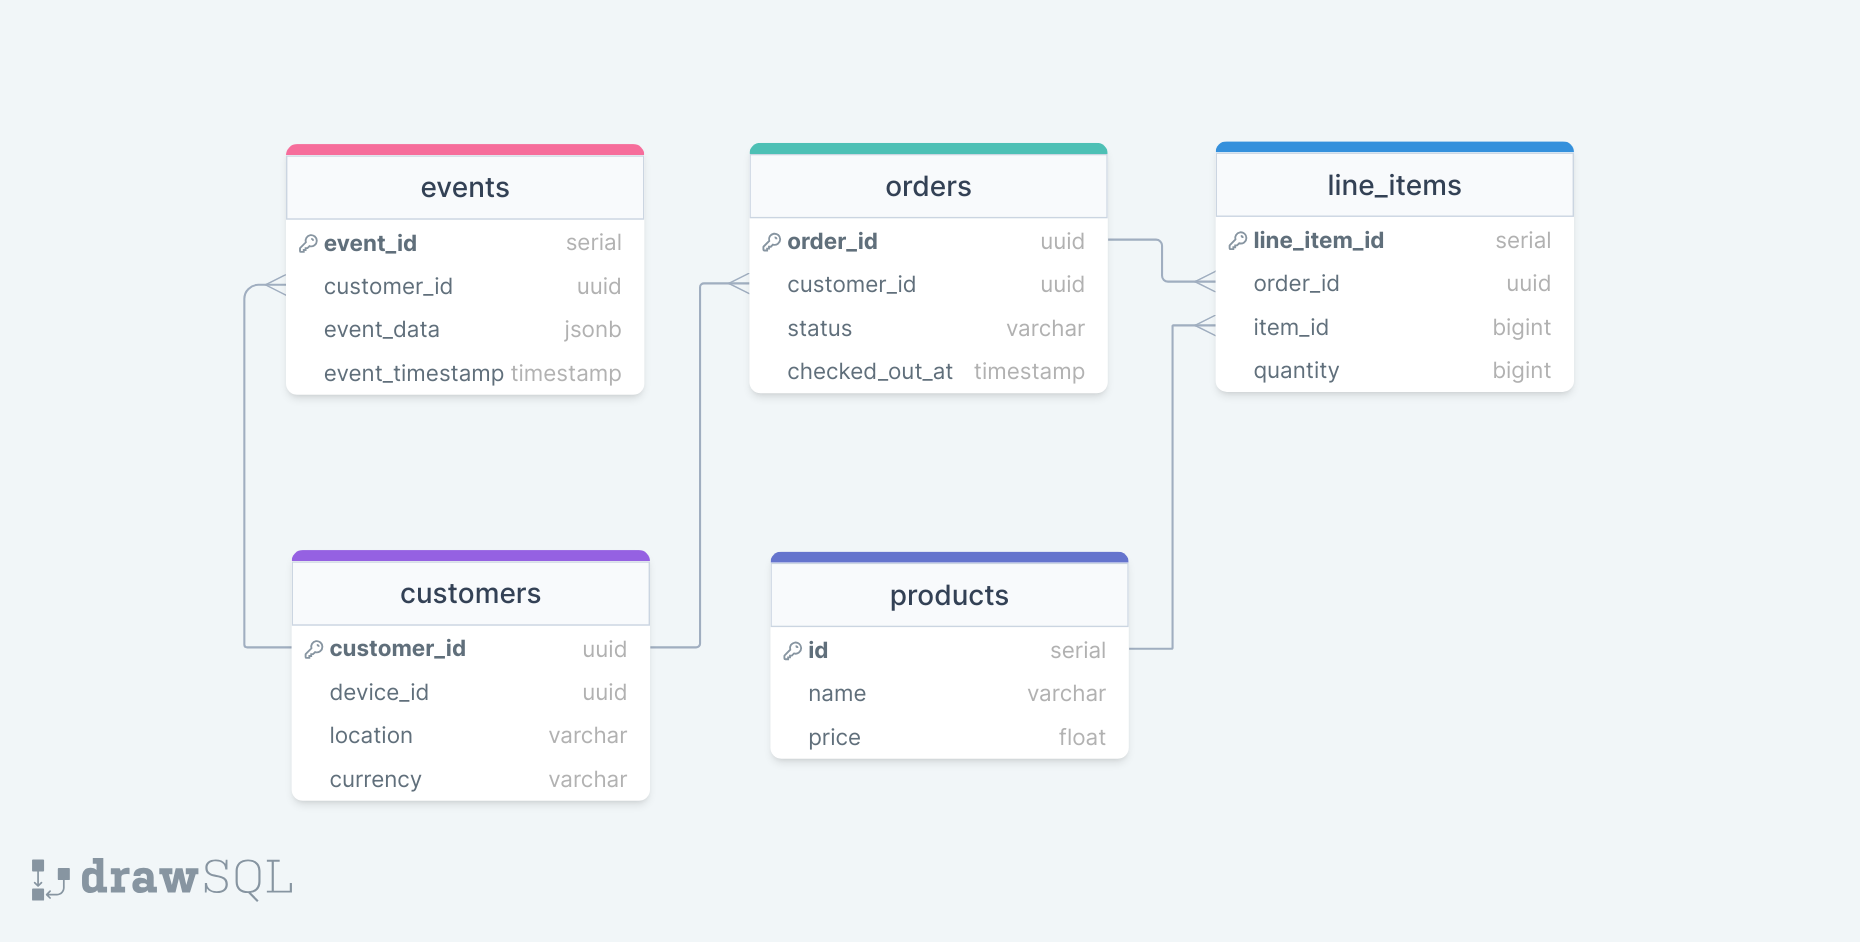 events
event_id serial
customer_id uuid
event_data jsonb
event_timestamp timestamp
orders
order_id uuid
customer_id uuid
status varchar
checked_out_at timestamp
line_items
line_item_id serial
order_id uuid
item_id bigint
quantity bigint
customers
customer_id uuid
device_id uuid
location varchar
currency varchar
products
id serial
name varchar
price float
drawSQL